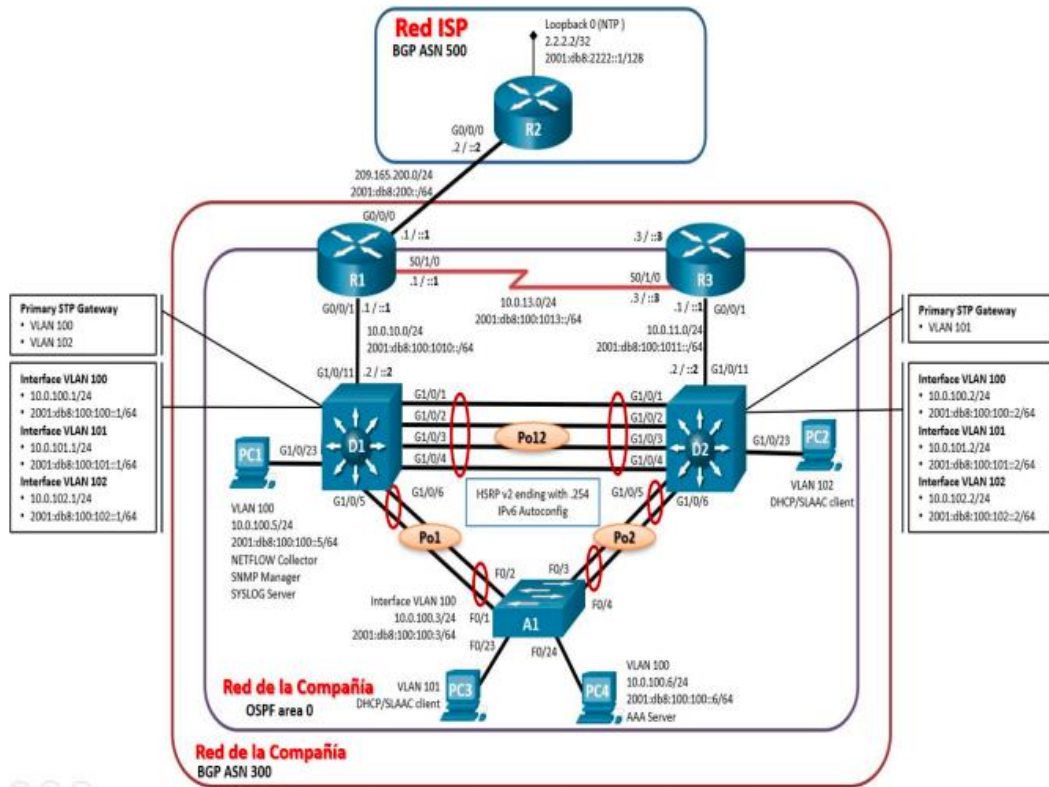 Red ISP
BGP ASN 500
Loopback 0 (NTP )
2.2.2.2/32
2001:db8:2222::1/128
R2
G0/0/0
.2 / ::2
209.165.200.0/24
2001:db8:200::/64
G0/0/0
.1 / ::1
R1
S0/1/0
.1 / ::1
10.0.13.0/24
2001:db8:100:1013::/64
.3 / ::3
R3
S0/1/0
.3 / ::3
G0/0/1
.1 / ::1
10.0.10.0/24
2001:db8:100:1010::/64
G1/0/11
.2 / ::2
.1 / ::1
G0/0/1
10.0.11.0/24
2001:db8:100:1011::/64
.2 / ::2
G1/0/11
Primary STP Gateway
• VLAN 100
• VLAN 102
Interface VLAN 100
• 10.0.100.1/24
• 2001:db8:100:100::1/64
Interface VLAN 101
• 10.0.101.1/24
• 2001:db8:100:101::1/64
Interface VLAN 102
• 10.0.102.1/24
• 2001:db8:100:102::1/64
Primary STP Gateway
• VLAN 101
Interface VLAN 100
• 10.0.100.2/24
• 2001:db8:100:100::2/64
Interface VLAN 101
• 10.0.101.2/24
• 2001:db8:100:101::2/64
Interface VLAN 102
• 10.0.102.2/24
• 2001:db8:100:102::2/64
G1/0/1
G1/0/1
G1/0/2
G1/0/2
D1
Po12
D2
G1/0/3
G1/0/3
G1/0/4
G1/0/4
PC1
G1/0/23
G1/0/23
PC2
VLAN 102
DHCP/SLAAC client
G1/0/5
G1/0/6
HSRP v2 ending with .254
IPv6 Autoconfig
G1/0/5
G1/0/6
VLAN 100
10.0.100.5/24
2001:db8:100:100::5/64
NETFLOW Collector
SNMP Manager
SYSLOG Server
Po1
Po2
F0/2
F0/3
F0/1
F0/4
Interface VLAN 100
10.0.100.3/24
2001:db8:100:100:3/64
A1
F0/23
F0/24
VLAN 101
DHCP/SLAAC client
PC3
PC4
VLAN 100
10.0.100.6/24
2001:db8:100:100::6/64
AAA Server
Red de la Compañía
OSPF area 0
Red de la Compañía
BGP ASN 300